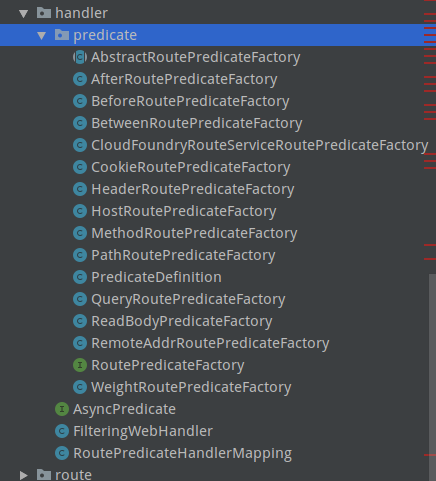 handler
predicate
AbstractRoutePredicateFactory
AfterRoutePredicateFactory
BeforeRoutePredicateFactory
BetweenRoutePredicateFactory
CloudFoundryRouteServiceRoutePredicateFactory
CookieRoutePredicateFactory
HeaderRoutePredicateFactory
HostRoutePredicateFactory
MethodRoutePredicateFactory
PathRoutePredicateFactory
PredicateDefinition
QueryRoutePredicateFactory
ReadBodyPredicateFactory
RemoteAddrRoutePredicateFactory
RoutePredicateFactory
WeightRoutePredicateFactory
AsyncPredicate
FilteringWebHandler
RoutePredicateHandlerMapping
route